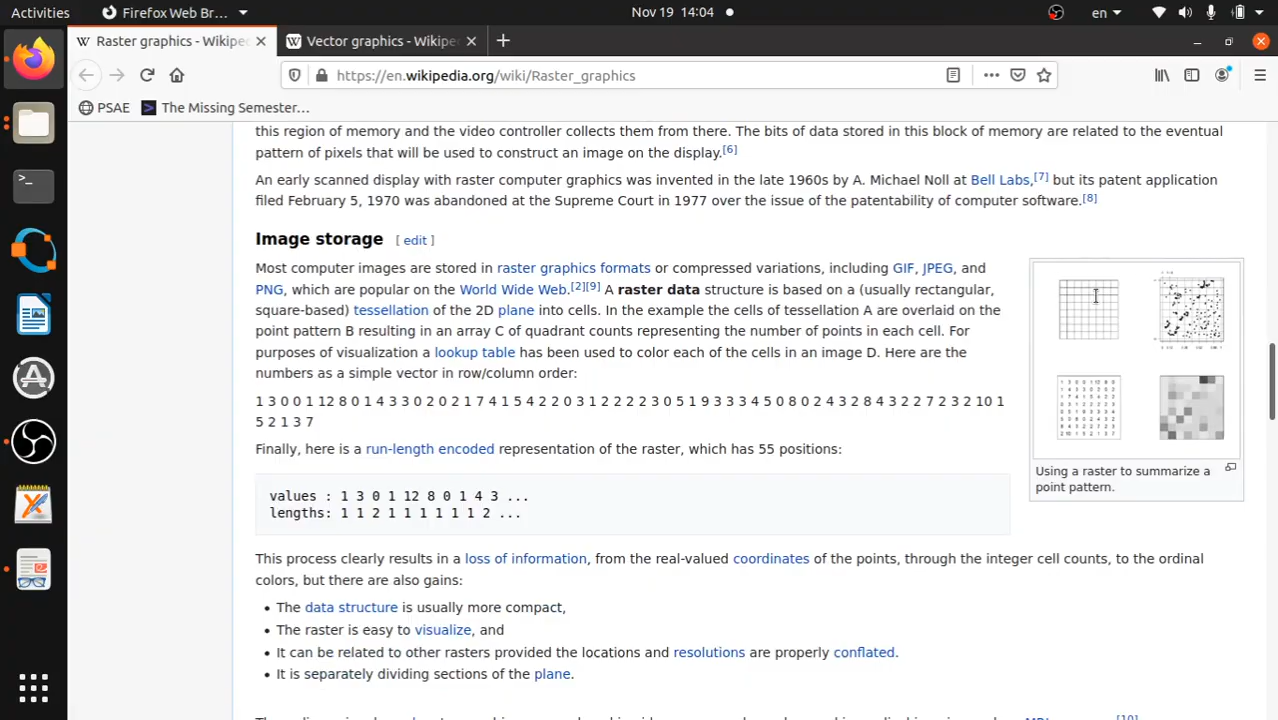 Activities Firefox Web Br... Nov 19 14:04 en
Raster graphics - Wikipe Vector graphics - Wikipe
https://en.wikipedia.org/wiki/Raster_graphics
PSAE The Missing Semester...
this region of memory and the video controller collects them from there. The bits of data stored in this block of memory are related to the eventual
pattern of pixels that will be used to construct an image on the display.[6]
An early scanned display with raster computer graphics was invented in the late 1960s by A. Michael Noll at Bell Labs,[7] but its patent application
filed February 5, 1970 was abandoned at the Supreme Court in 1977 over the issue of the patentability of computer software.[8]
Image storage [ edit ]
Most computer images are stored in raster graphics formats or compressed variations, including GIF, JPEG, and
PNG, which are popular on the World Wide Web.[2][9] A raster data structure is based on a (usually rectangular,
square-based) tessellation of the 2D plane into cells. In the example the cells of tessellation A are overlaid on the
point pattern B resulting in an array C of quadrant counts representing the number of points in each cell. For
purposes of visualization a lookup table has been used to color each of the cells in an image D. Here are the
numbers as a simple vector in row/column order:
1 3 0 0 1 12 8 0 1 4 3 3 0 2 0 2 1 7 4 1 5 4 2 2 0 3 1 2 2 2 2 3 0 5 1 9 3 3 3 4 5 0 8 0 2 4 3 2 8 4 3 2 2 7 2 3 2 10 1
5 2 1 3 7
Finally, here is a run-length encoded representation of the raster, which has 55 positions:
values : 1 3 0 1 12 8 0 1 4 3 ...
lengths: 1 1 2 1 1 1 1 1 1 2 ...
Using a raster to summarize a
point pattern.
This process clearly results in a loss of information, from the real-valued coordinates of the points, through the integer cell counts, to the ordinal
colors, but there are also gains:
• The data structure is usually more compact,
• The raster is easy to visualize, and
• It can be related to other rasters provided the locations and resolutions are properly conflated.
• It is separately dividing sections of the plane.